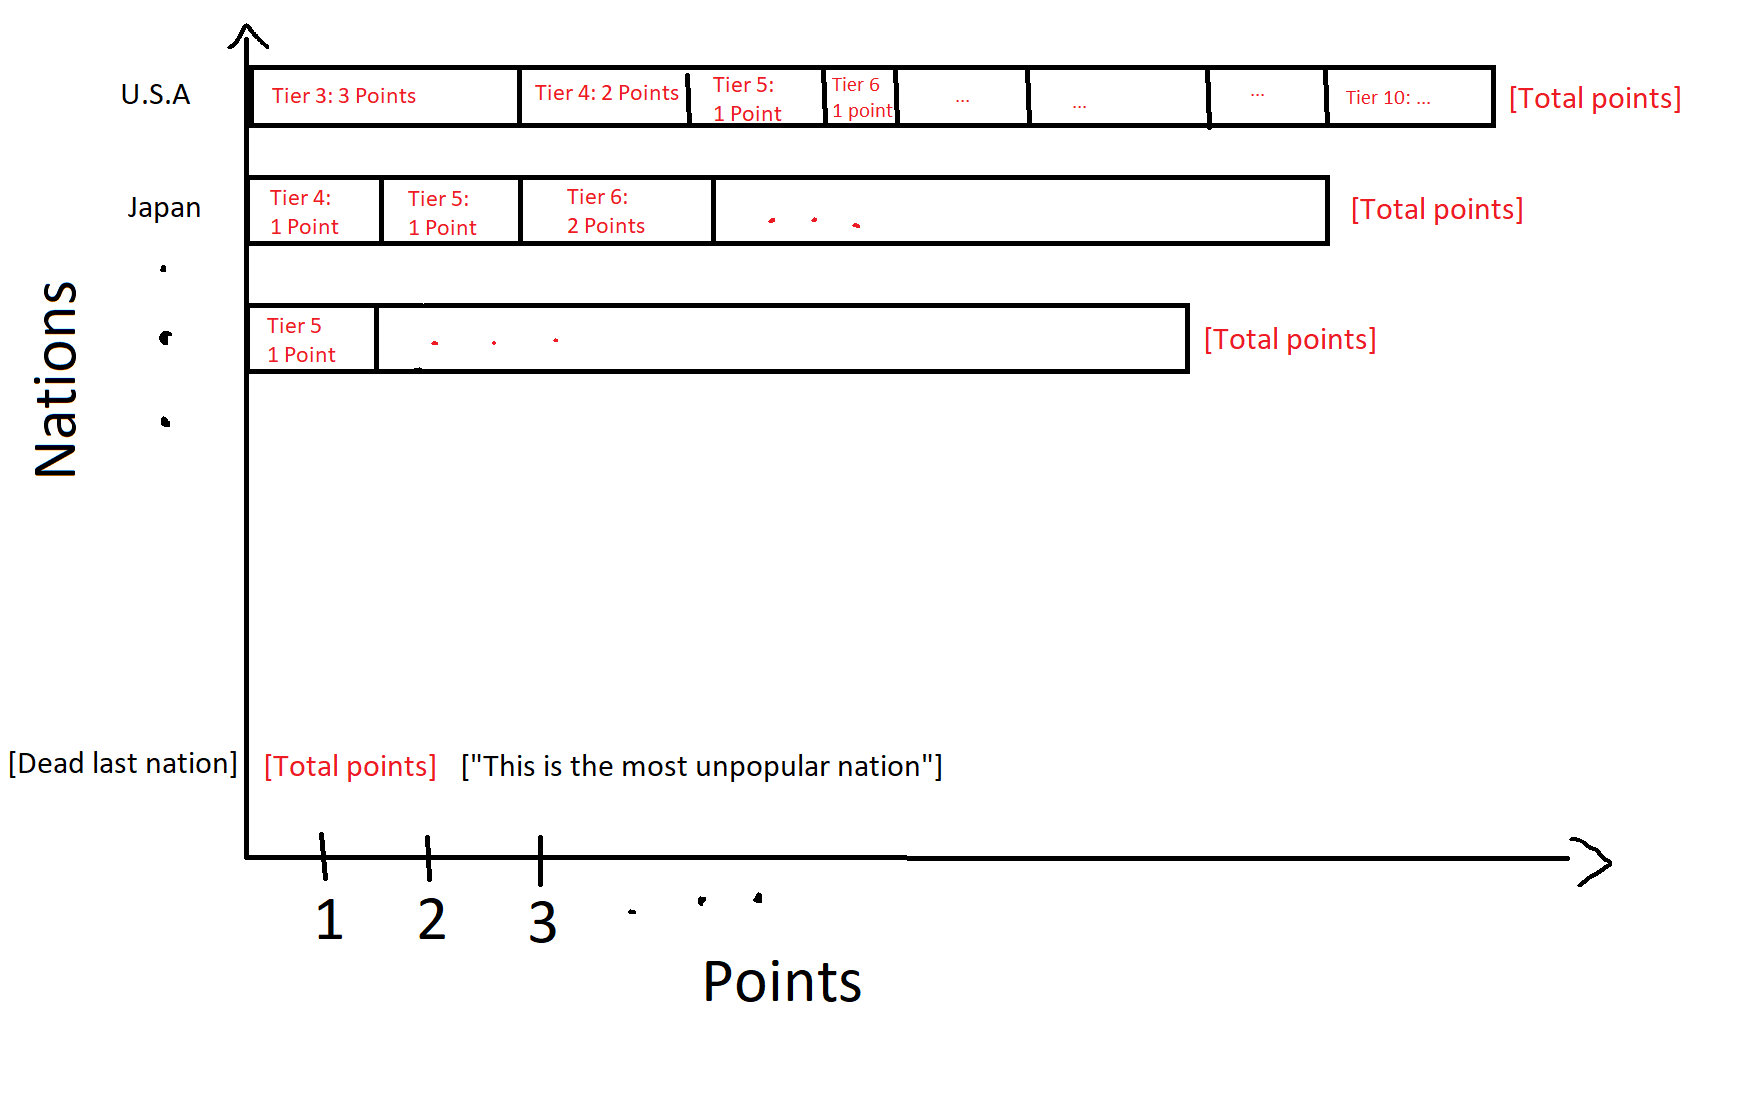 U.S.A
Tier 3: 3 Points
Tier 4: 2 Points
Tier 5:
1 Point
Tier 6
1 point
...
...
...
Tier 10: ...
[Total points]
Japan
Tier 4:
1 Point
Tier 5:
1 Point
Tier 6:
2 Points
. . .
[Total points]
Tier 5
1 Point
. . .
[Total points]
Nations
[Dead last nation]
[Total points]
["This is the most unpopular nation"]
1
2
3
. . .
Points